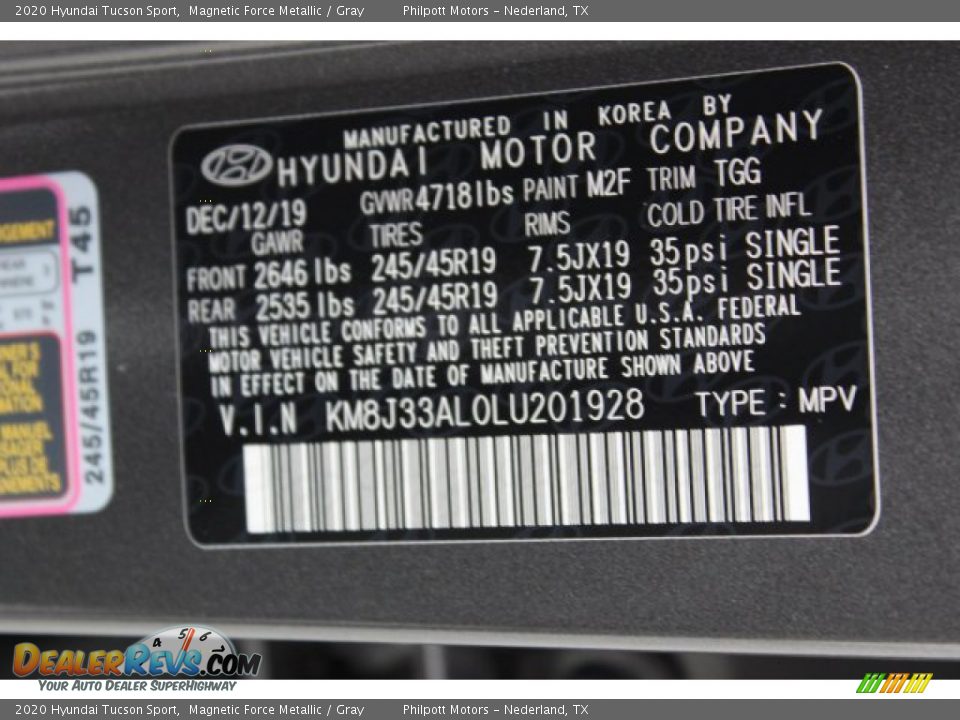 2020 Hyundai Tucson Sport, Magnetic Force Metallic / Gray Philpott Motors - Nederland, TX
MANUFACTURED IN KOREA BY
HYUNDAI MOTOR COMPANY
DEC/12/19 GVWR 4718lbs PAINT M2F TRIM TGG
GAWR TIRES RIMS COLD TIRE INFL
FRONT 2646 lbs 245/45R19 7.5JX19 35psi SINGLE
REAR 2535 lbs 245/45R19 7.5JX19 35psi SINGLE
THIS VEHICLE CONFORMS TO ALL APPLICABLE U.S.A. FEDERAL
MOTOR VEHICLE SAFETY AND THEFT PREVENTION STANDARDS
IN EFFECT ON THE DATE OF MANUFACTURE SHOWN ABOVE
V.I.N KM8J33AL0LU201928 TYPE : MPV
T45
245/45R19
MANUAL
4 5 6
DEALERREVS.COM
YOUR AUTO DEALER SUPERHIGHWAY
2020 Hyundai Tucson Sport, Magnetic Force Metallic / Gray Philpott Motors - Nederland, TX